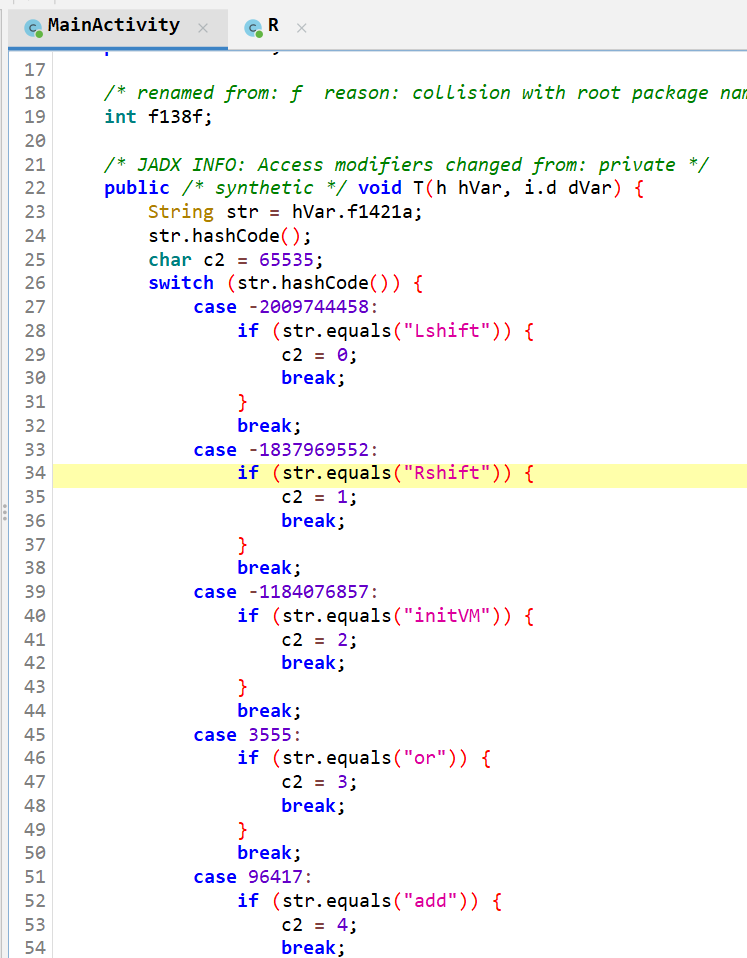 MainActivity × R ×
17
18 /* renamed from: f reason: collision with root package
19 int f138f;
20
21 /* JADX INFO: Access modifiers changed from: private */
22 public /* synthetic */ void T(h hVar, i.d dVar) {
23 String str = hVar.f1421a;
24 str.hashCode();
25 char c2 = 65535;
26 switch (str.hashCode()) {
27 case -2009744458:
28 if (str.equals("Lshift")) {
29 c2 = 0;
30 break;
31 }
32 break;
33 case -1837969552:
34 if (str.equals("Rshift")) {
35 c2 = 1;
36 break;
37 }
38 break;
39 case -1184076857:
40 if (str.equals("initVM")) {
41 c2 = 2;
42 break;
43 }
44 break;
45 case 3555:
46 if (str.equals("or")) {
47 c2 = 3;
48 break;
49 }
50 break;
51 case 96417:
52 if (str.equals("add")) {
53 c2 = 4;
54 break;